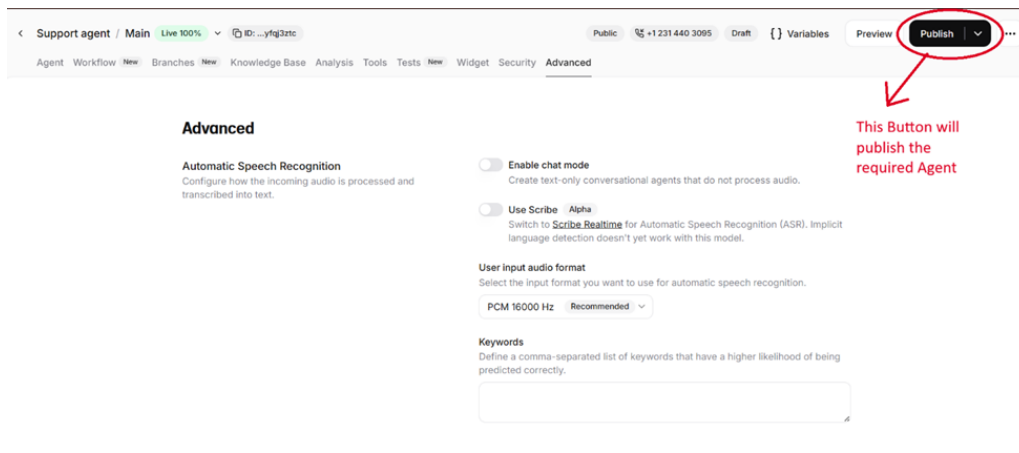 Support agent / Main Live 100% ID: ...yfqj3ztc Public +1 231 440 3095 Draft { } Variables Preview Publish
Agent Workflow New Branches New Knowledge Base Analysis Tools Tests New Widget Security Advanced
This Button will
publish the
required Agent
Advanced
Automatic Speech Recognition
Configure how the incoming audio is processed and
transcribed into text.
Enable chat mode
Create text-only conversational agents that do not process audio.
Use Scribe Alpha
Switch to Scribe Realtime for Automatic Speech Recognition (ASR). Implicit
language detection doesn't yet work with this model.
User input audio format
Select the input format you want to use for automatic speech recognition.
PCM 16000 Hz Recommended
Keywords
Define a comma-separated list of keywords that have a higher likelihood of being
predicted correctly.